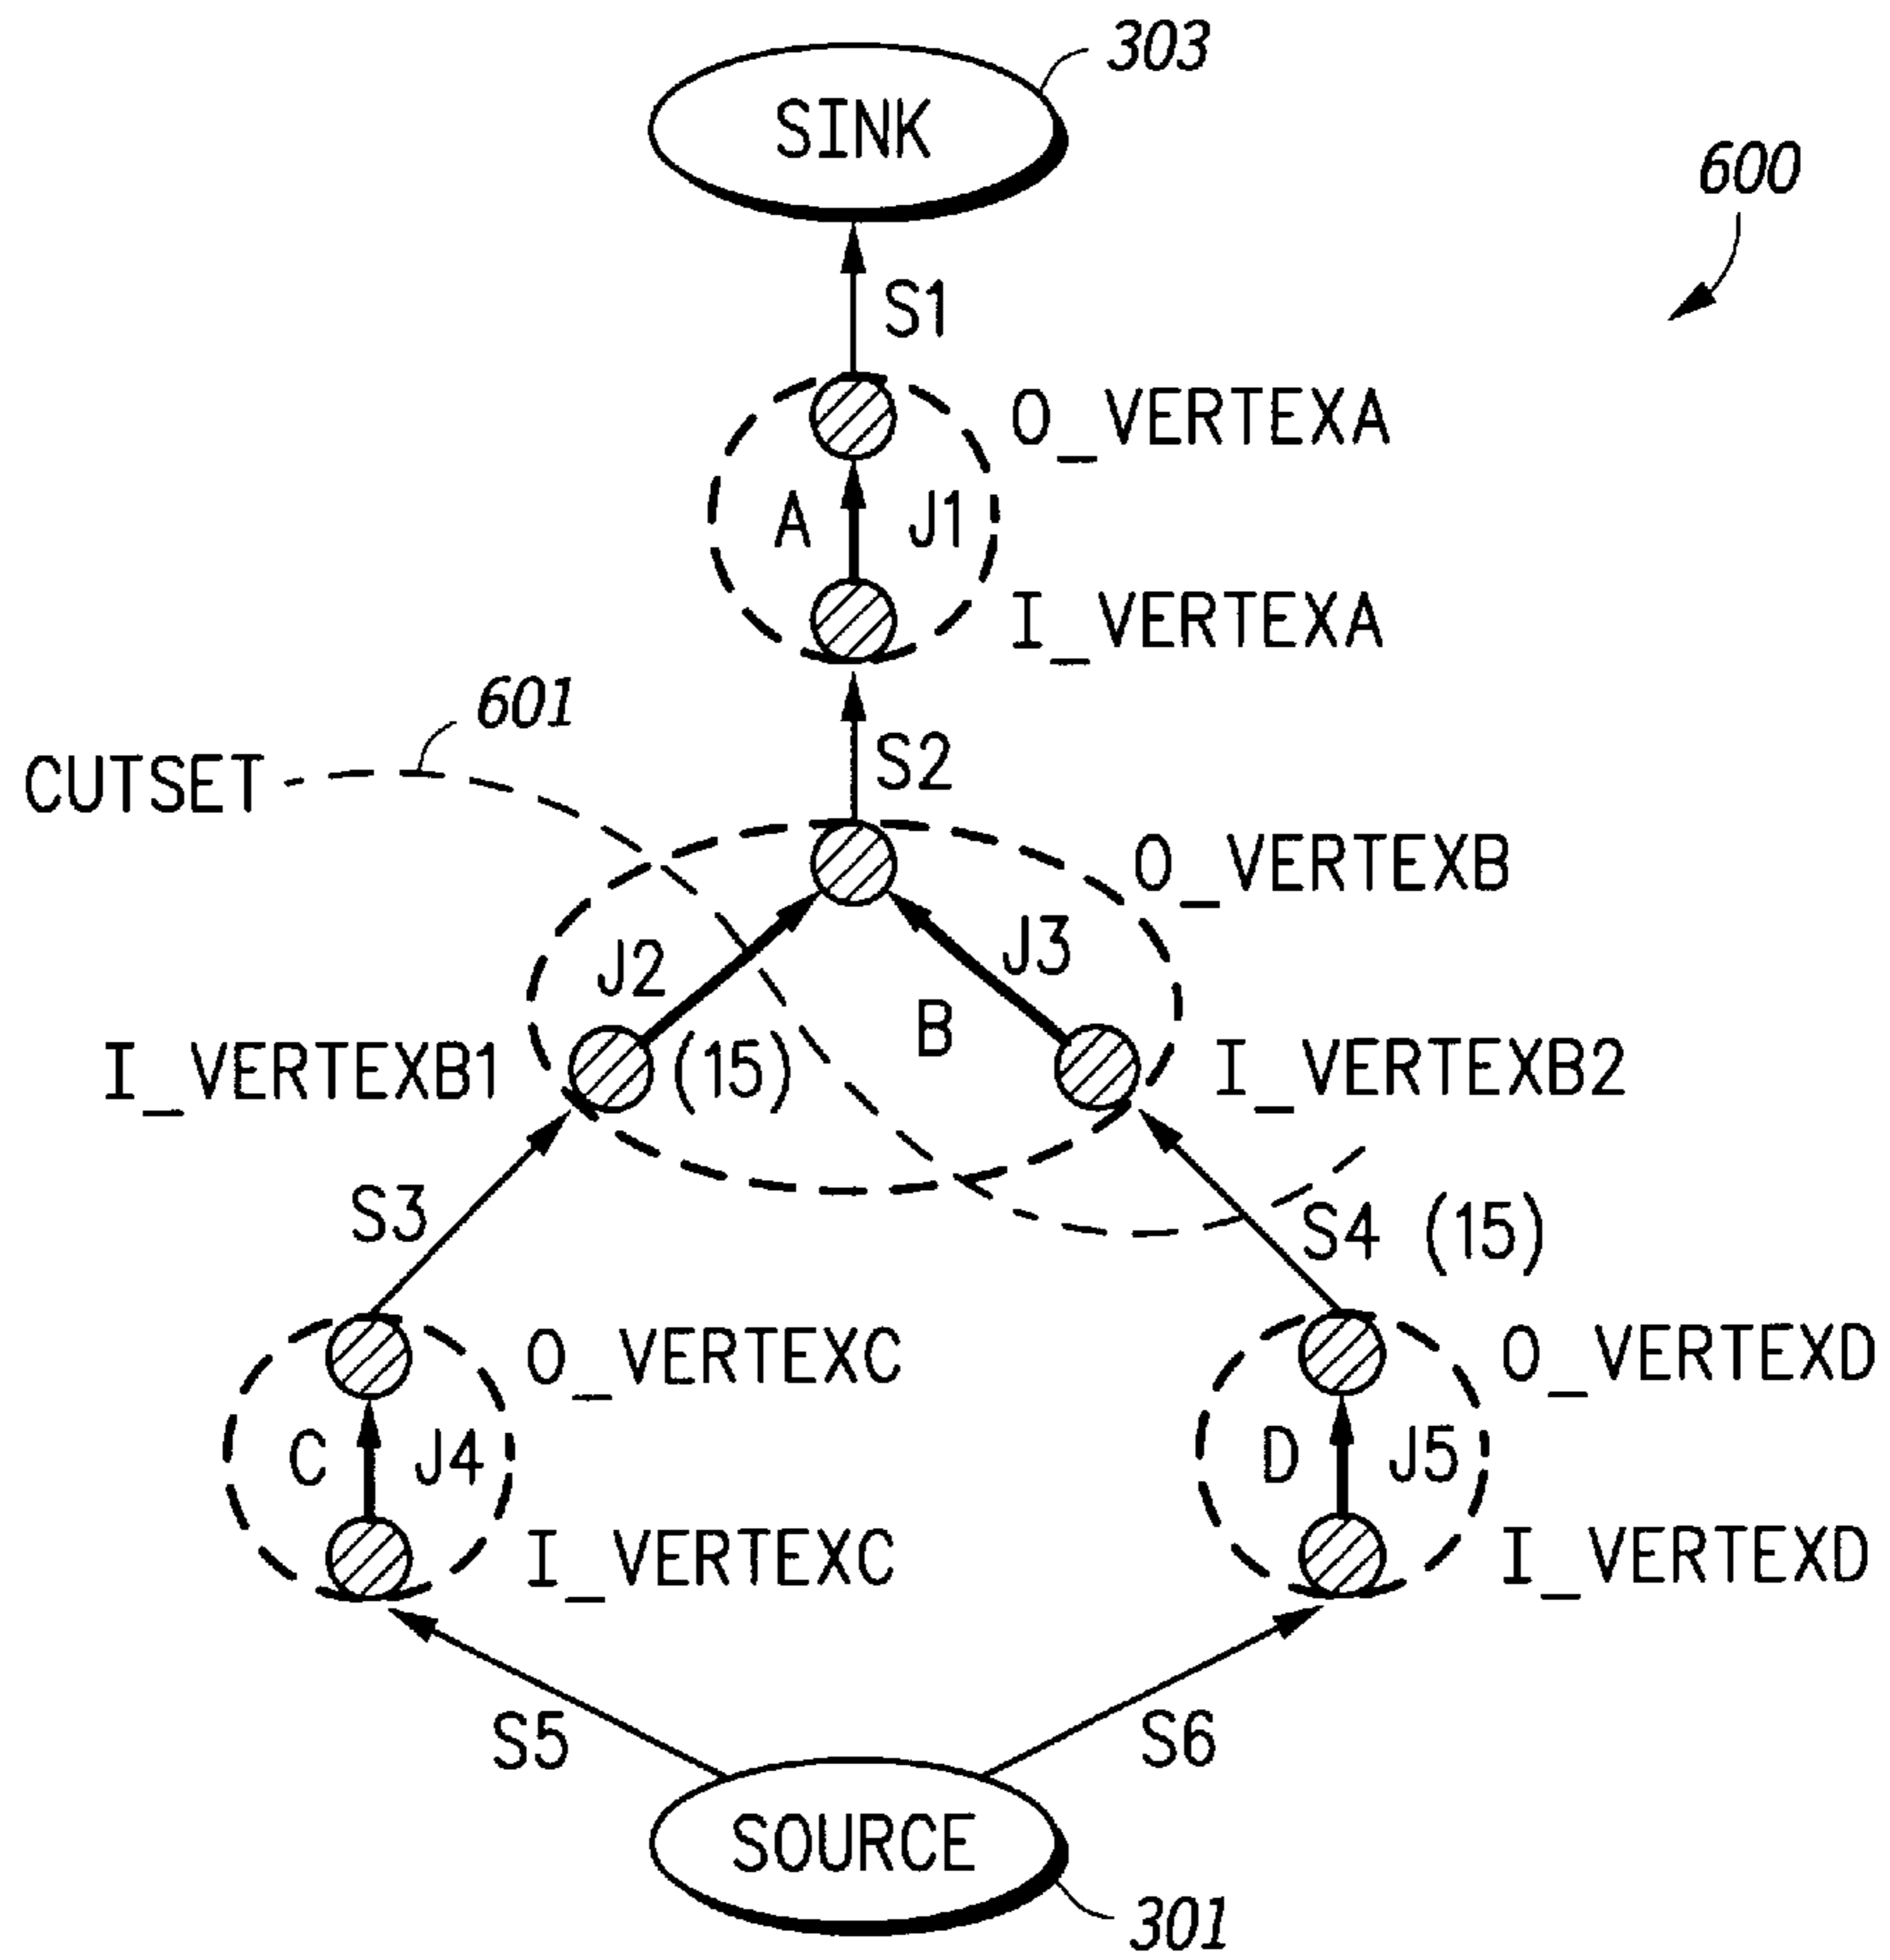 303
SINK
600
S1
O_VERTEXA
A J1
I_VERTEXA
601
S2
CUTSET
O_VERTEXB
J2 J3
B
I_VERTEXB1 (15) I_VERTEXB2
S3 S4 (15)
O_VERTEXC O_VERTEXD
C J4 D J5
I_VERTEXC I_VERTEXD
S5 S6
SOURCE
301